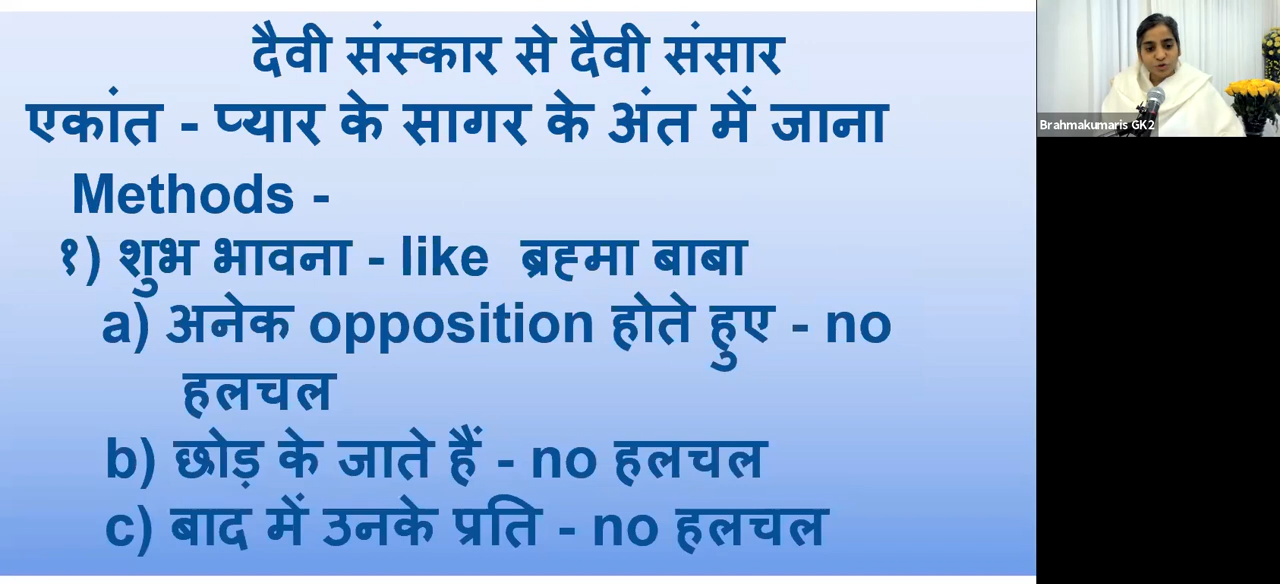 दैवी संस्कार से दैवी संसार
एकांत - प्यार के सागर के अंत में जाना
Methods -
१) शुभ भावना - like ब्रह्मा बाबा
a) अनेक opposition होते हुए - no
हलचल
b) छोड़ के जाते हैं - no हलचल
c) बाद में उनके प्रति - no हलचल
Brahmakumaris GK2